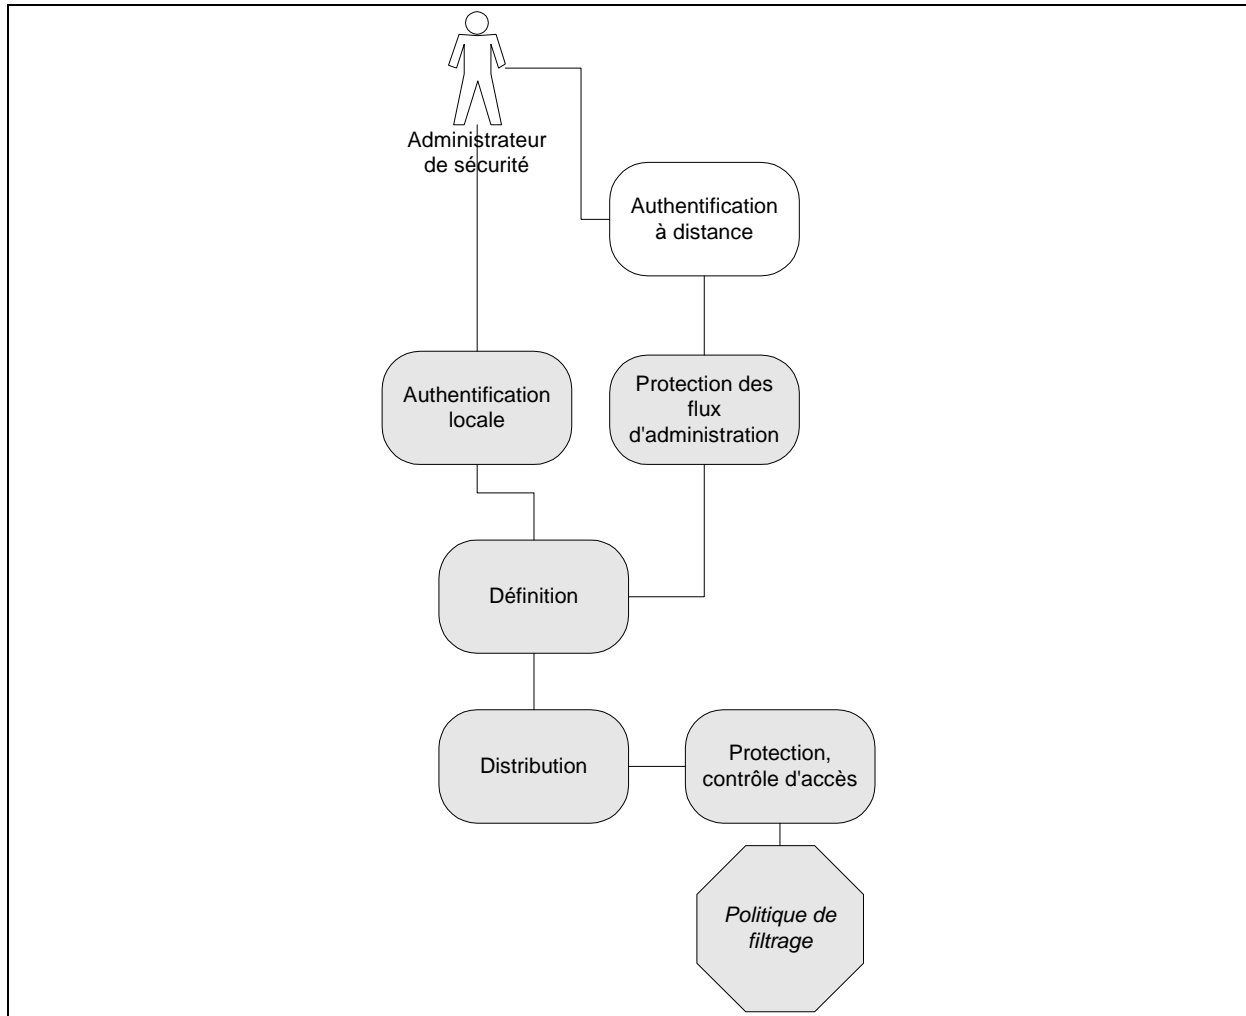 Administrateur
de sécurité
Authentification
à distance
Authentification
locale
Protection des
flux
d'administration
Définition
Distribution
Protection,
contrôle d'accès
Politique de
filtrage